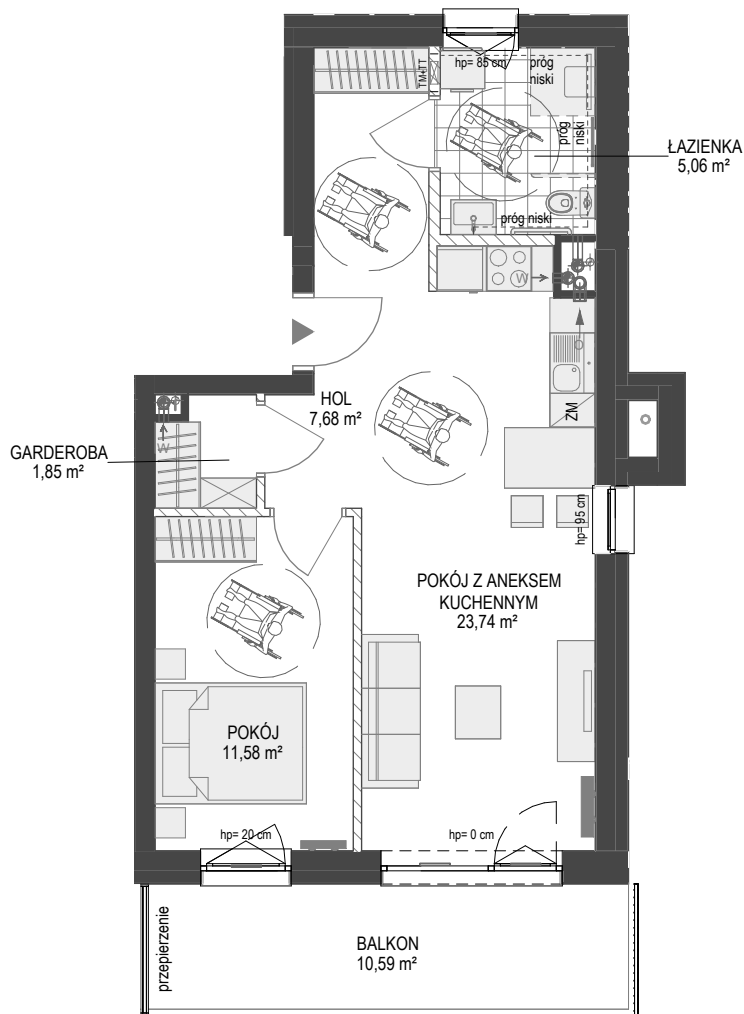 hp= 85 cm
próg
niski
TM+TT
próg
niski
ŁAZIENKA
5,06 m²
próg niski
W
HOL
7,68 m²
ZM
GARDEROBA
1,85 m²
W
hp= 95 cm
POKÓJ Z ANEKSEM
KUCHENNYM
23,74 m²
POKÓJ
11,58 m²
hp= 20 cm
hp= 0 cm
przepierzenie
BALKON
10,59 m²